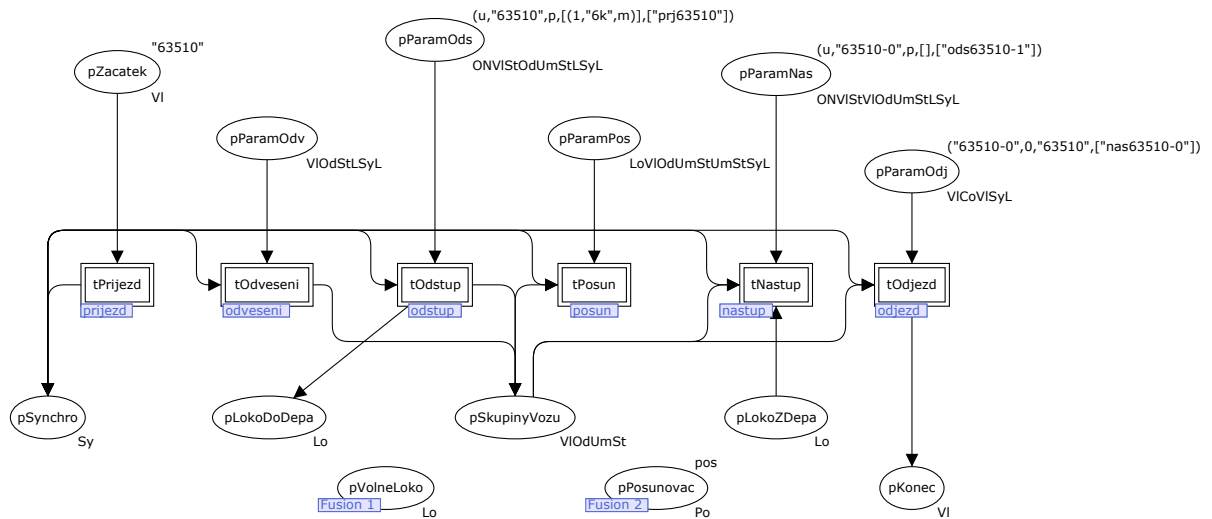 (u,"63510",p,[(1,"6k",m)],["prj63510"])
pParamOds
ONVlStOdUmStLSyL
"63510"
pZacatek
Vl
(u,"63510-0",p,[],["ods63510-1"])
pParamNas
ONVlStVlOdUmStLSyL
pParamOdv
VlOdStLSyL
pParamPos
LoVlOdUmStUmStSyL
("63510-0",0,"63510",["nas63510-0"])
pParamOdj
VlCoVlSyL
tPrijezd
prijezd
tOdveseni
odveseni
tOdstup
odstup
tPosun
posun
tNastup
nastup
tOdjezd
odjezd
pSynchro
Sy
pLokoDoDepa
Lo
pSkupinyVozu
VlOdUmSt
pLokoZDepa
Lo
pVolneLoko
Fusion 1
Lo
pos
pPosunovac
Fusion 2
Po
pKonec
Vl